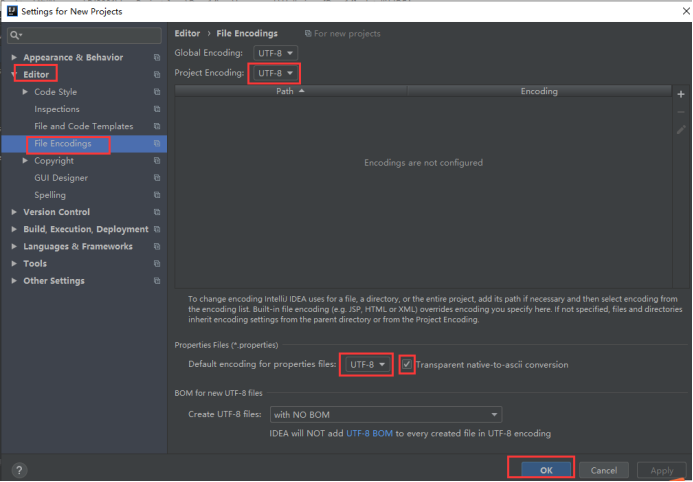 Settings for New Projects
Appearance & Behavior
Editor
Code Style
Inspections
File and Code Templates
File Encodings
Copyright
GUI Designer
Spelling
Version Control
Build, Execution, Deployment
Languages & Frameworks
Tools
Other Settings
Editor › File Encodings For new projects
Global Encoding: UTF-8
Project Encoding: UTF-8
Path Encoding
Encodings are not configured
To change encoding IntelliJ IDEA uses for a file, a directory, or the entire project, add its path if necessary and then select encoding from
the encoding list. Built-in file encoding (e.g. JSP, HTML or XML) overrides encoding you specify here. If not specified, files and directories
inherit encoding settings from the parent directory or from the Project Encoding.
Properties Files (*.properties)
Default encoding for properties files: UTF-8 Transparent native-to-ascii conversion
BOM for new UTF-8 files
Create UTF-8 files: with NO BOM
IDEA will NOT add UTF-8 BOM to every created file in UTF-8 encoding
? OK Cancel Apply